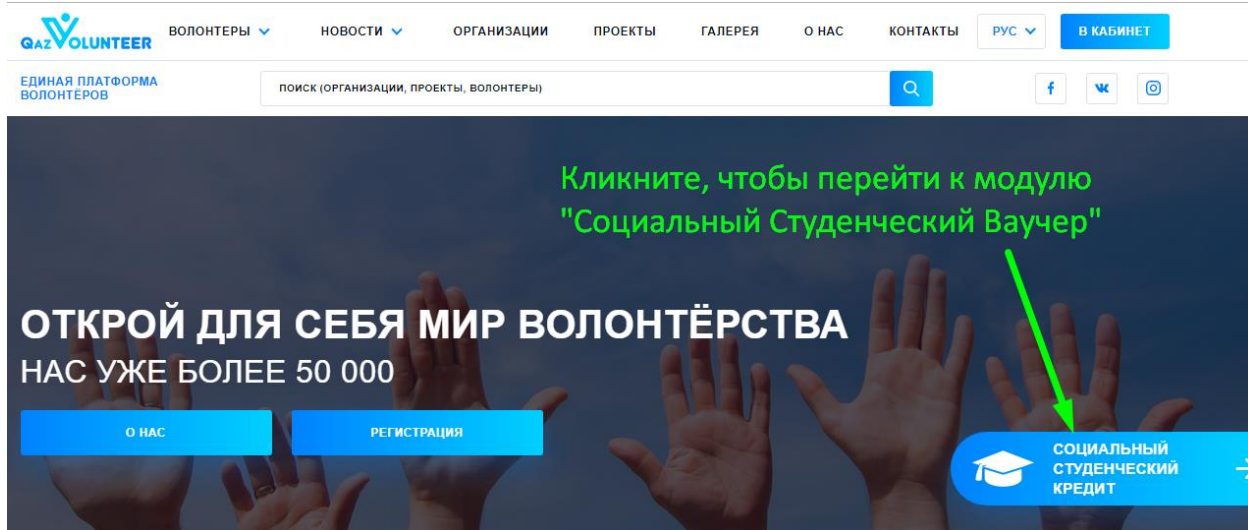 QAZVOLUNTEER
ВОЛОНТЕРЫ НОВОСТИ ОРГАНИЗАЦИИ ПРОЕКТЫ ГАЛЕРЕЯ О НАС КОНТАКТЫ РУС В КАБИНЕТ
ЕДИНАЯ ПЛАТФОРМА
ВОЛОНТЁРОВ
ПОИСК (ОРГАНИЗАЦИИ, ПРОЕКТЫ, ВОЛОНТЕРЫ)
Кликните, чтобы перейти к модулю
"Социальный Студенческий Ваучер"
ОТКРОЙ ДЛЯ СЕБЯ МИР ВОЛОНТЁРСТВА
НАС УЖЕ БОЛЕЕ 50 000
О НАС РЕГИСТРАЦИЯ
СОЦИАЛЬНЫЙ
СТУДЕНЧЕСКИЙ
КРЕДИТ